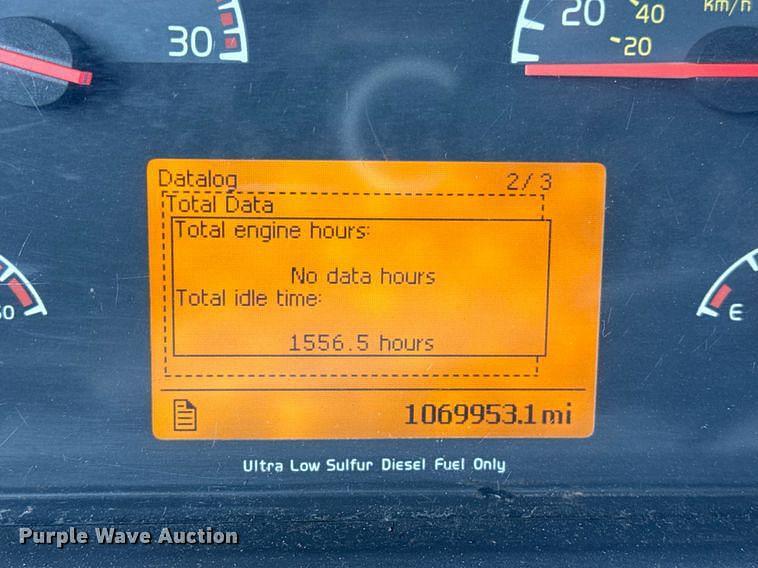 30
20
40
20
km/h
Datalog 2/3
Total Data
Total engine hours:
No data hours
Total idle time:
1556.5 hours
1069953.1 mi
50
E
Ultra Low Sulfur Diesel Fuel Only
Purple Wave Auction